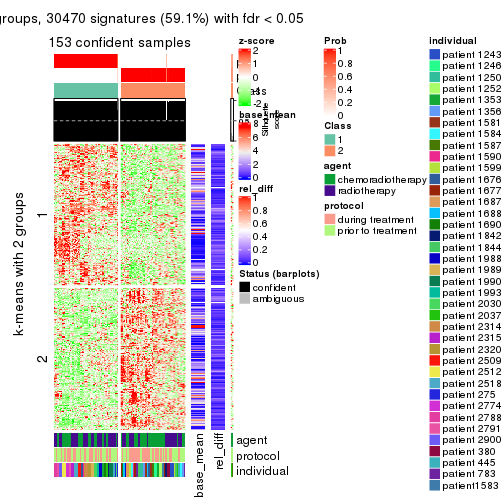 groups, 30470 signatures (59.1%) with fdr < 0.05
153 confident samples
k-means with 2 groups
1
2
base_mean
rel_diff
agent
protocol
individual
Silhouette
score
z-score
2
1
0
-1
-2
base_mean
8
6
4
2
0
rel_diff
1
0.8
0.6
0.4
0.2
0
Status (barplots)
confident
ambiguous
Prob
1
0.8
0.6
0.4
0.2
0
Class
1
2
agent
chemoradiotherapy
radiotherapy
protocol
during treatment
prior to treatment
individual
patient 1243
patient 1246
patient 1250
patient 1252
patient 1353
patient 1356
patient 1581
patient 1584
patient 1587
patient 1590
patient 1599
patient 1676
patient 1677
patient 1687
patient 1688
patient 1690
patient 1842
patient 1844
patient 1988
patient 1989
patient 1990
patient 1993
patient 2030
patient 2037
patient 2314
patient 2315
patient 2320
patient 2509
patient 2512
patient 2518
patient 275
patient 2774
patient 2788
patient 2791
patient 2900
patient 380
patient 445
patient 783
patient1583